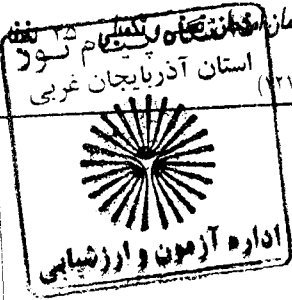 دانشگاه پیام نور
استان آذربایجان غربی
اداره آزمون و ارزشیابی